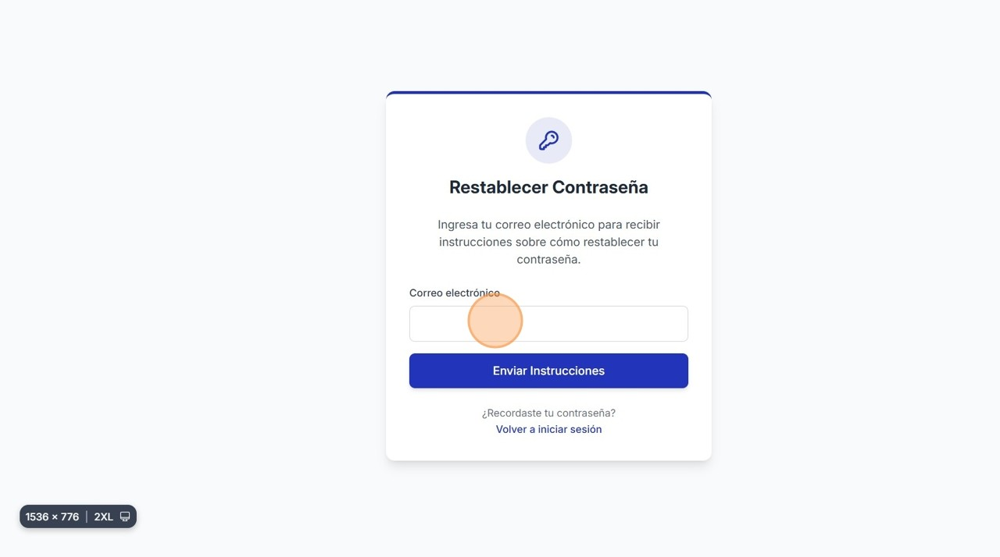 Restablecer Contraseña
Ingresa tu correo electrónico para recibir
instrucciones sobre cómo restablecer tu
contraseña.
Correo electrónico
Enviar Instrucciones
¿Recordaste tu contraseña?
Volver a iniciar sesión
1536 × 776 | 2XL